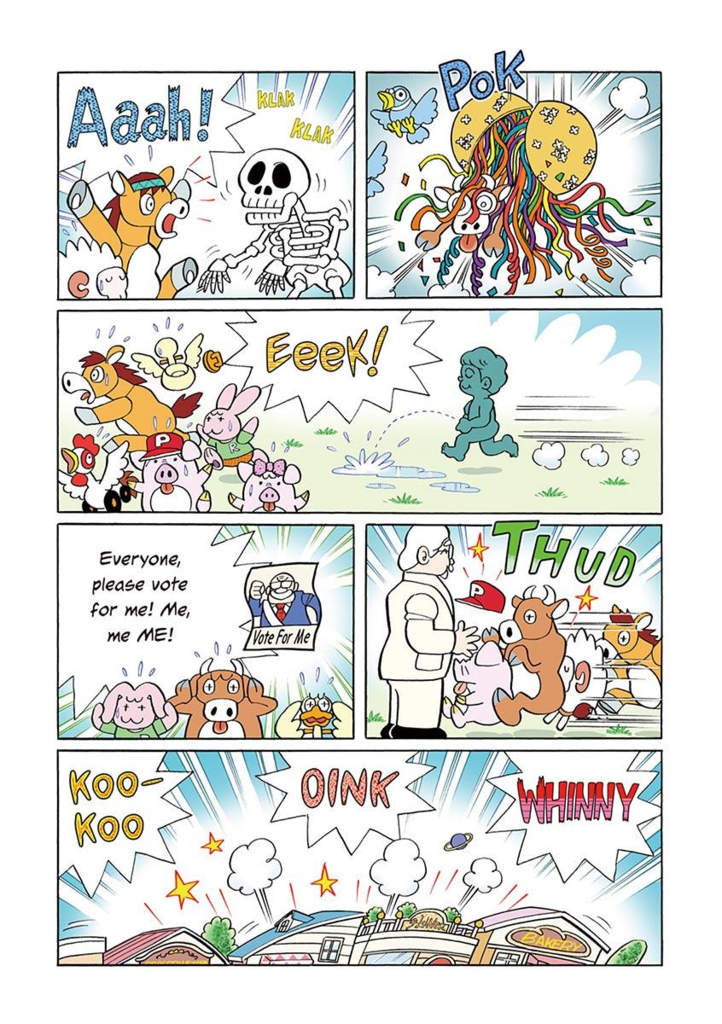 Aaah!
KLAK
KLAK
POK
EeeK!
P
R
Everyone,
please vote
for me! Me,
me ME!
Vote For Me
THUD
P
KOO-
KOO
OINK
WHINNY
BAKERY